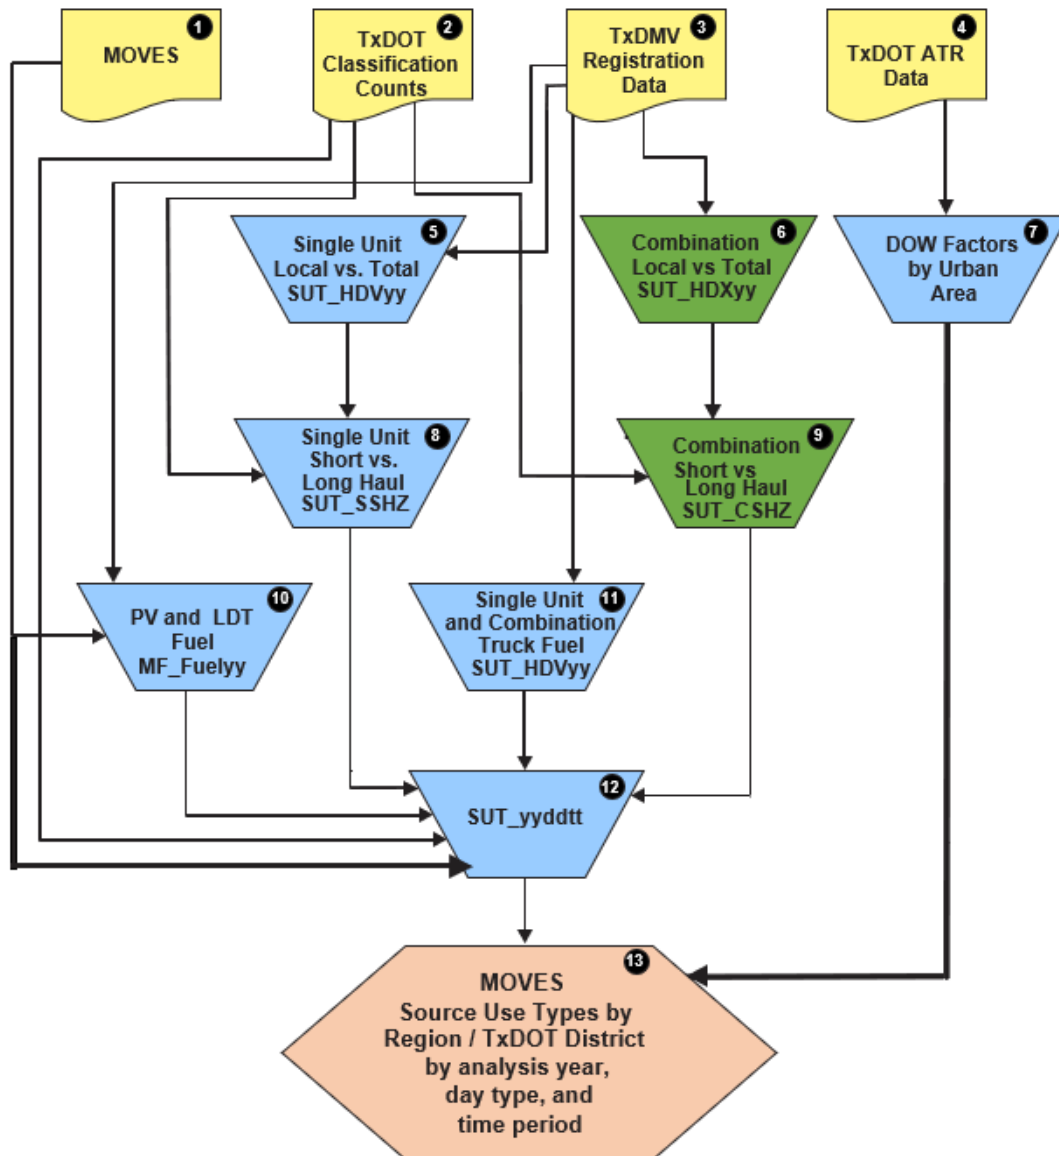 1
MOVES
2
TxDOT
Classification
Counts
3
TxDMV
Registration
Data
4
TxDOT ATR
Data
5
Single Unit
Local vs. Total
SUT_HDVyy
6
Combination
Local vs Total
SUT_HDXyy
7
DOW Factors
by Urban
Area
8
Single Unit
Short vs.
Long Haul
SUT_SSHZ
9
Combination
Short vs
Long Haul
SUT_CSHZ
10
PV and LDT
Fuel
MF_Fuelyy
11
Single Unit
and Combination
Truck Fuel
SUT_HDVyy
12
SUT_yyddtt
13
MOVES
Source Use Types by
Region / TxDOT District
by analysis year,
day type, and
time period